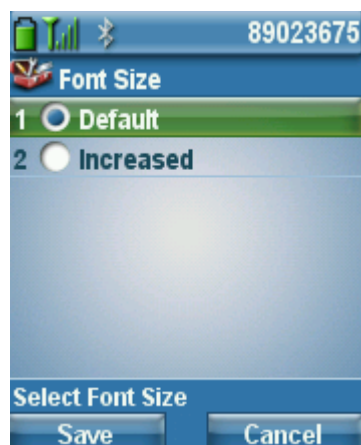 89023675
Font Size
1 Default
2 Increased
Select Font Size
Save Cancel